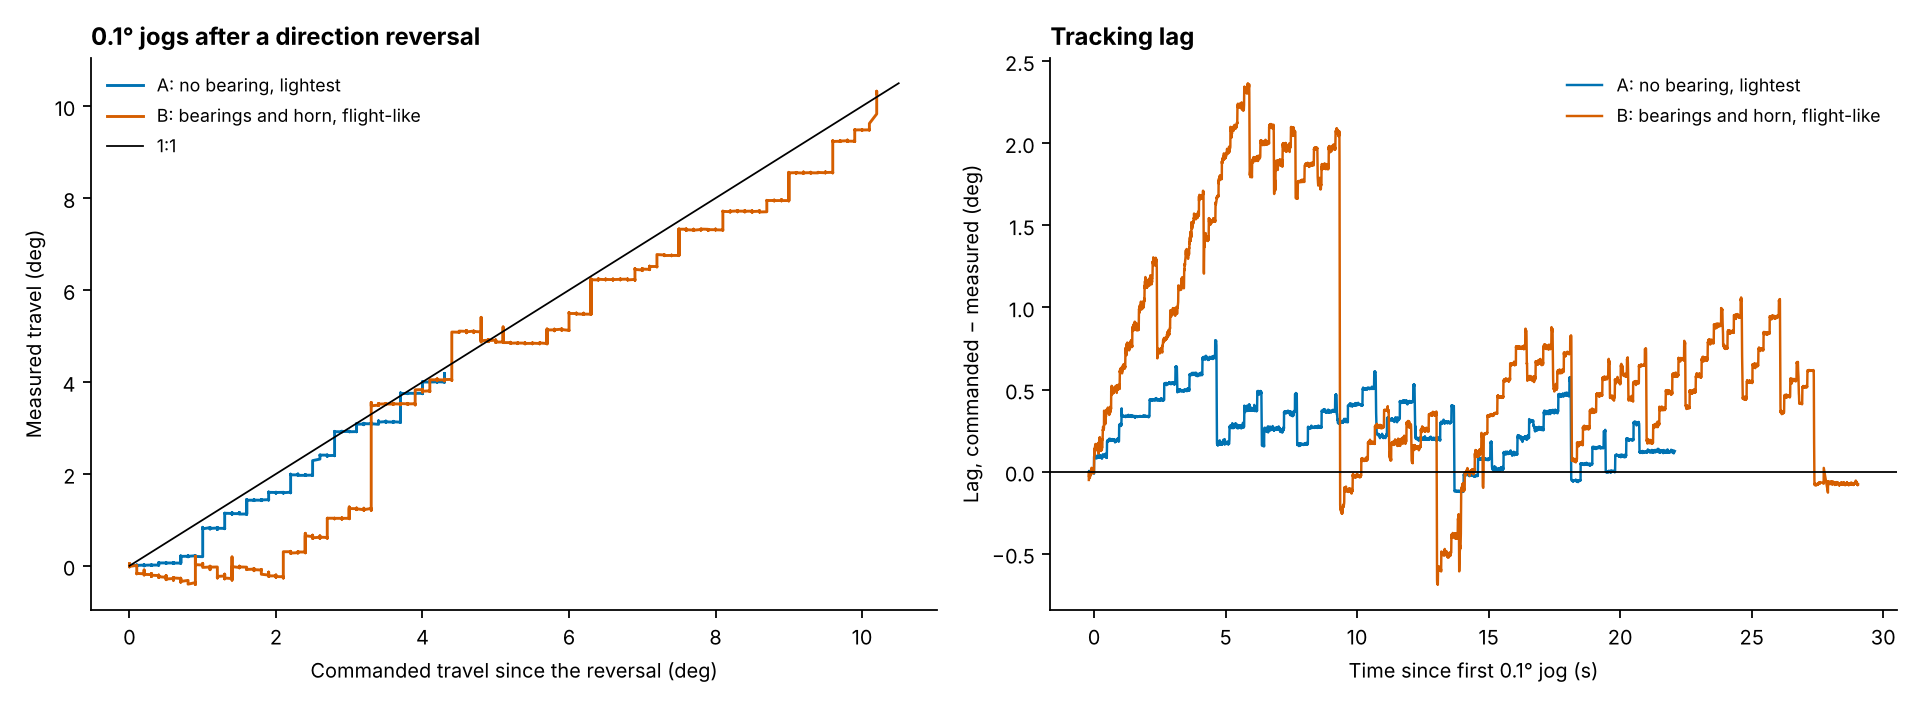 0.1° jogs after a direction reversal
A: no bearing, lightest
B: bearings and horn, flight-like
1:1
10
8
6
4
2
0
Measured travel (deg)
0 2 4 6 8 10
Commanded travel since the reversal (deg)
Tracking lag
A: no bearing, lightest
B: bearings and horn, flight-like
2.5
2.0
1.5
1.0
0.5
0.0
−0.5
Lag, commanded − measured (deg)
0 5 10 15 20 25 30
Time since first 0.1° jog (s)